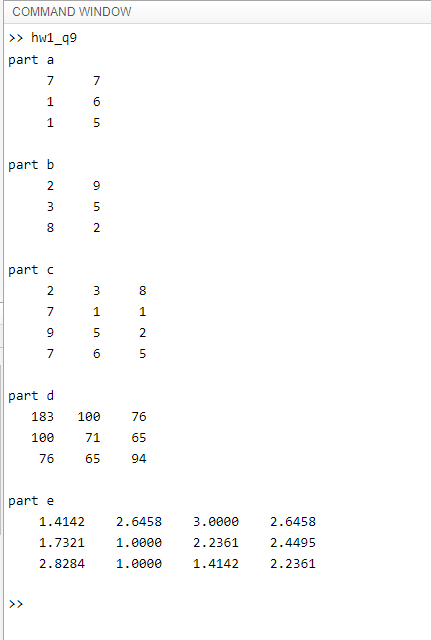 COMMAND WINDOW
>> hw1_q9
part a
7 7
1 6
1 5
part b
2 9
3 5
8 2
part c
2 3 8
7 1 1
9 5 2
7 6 5
part d
183 100 76
100 71 65
76 65 94
part e
1.4142 2.6458 3.0000 2.6458
1.7321 1.0000 2.2361 2.4495
2.8284 1.0000 1.4142 2.2361
>>